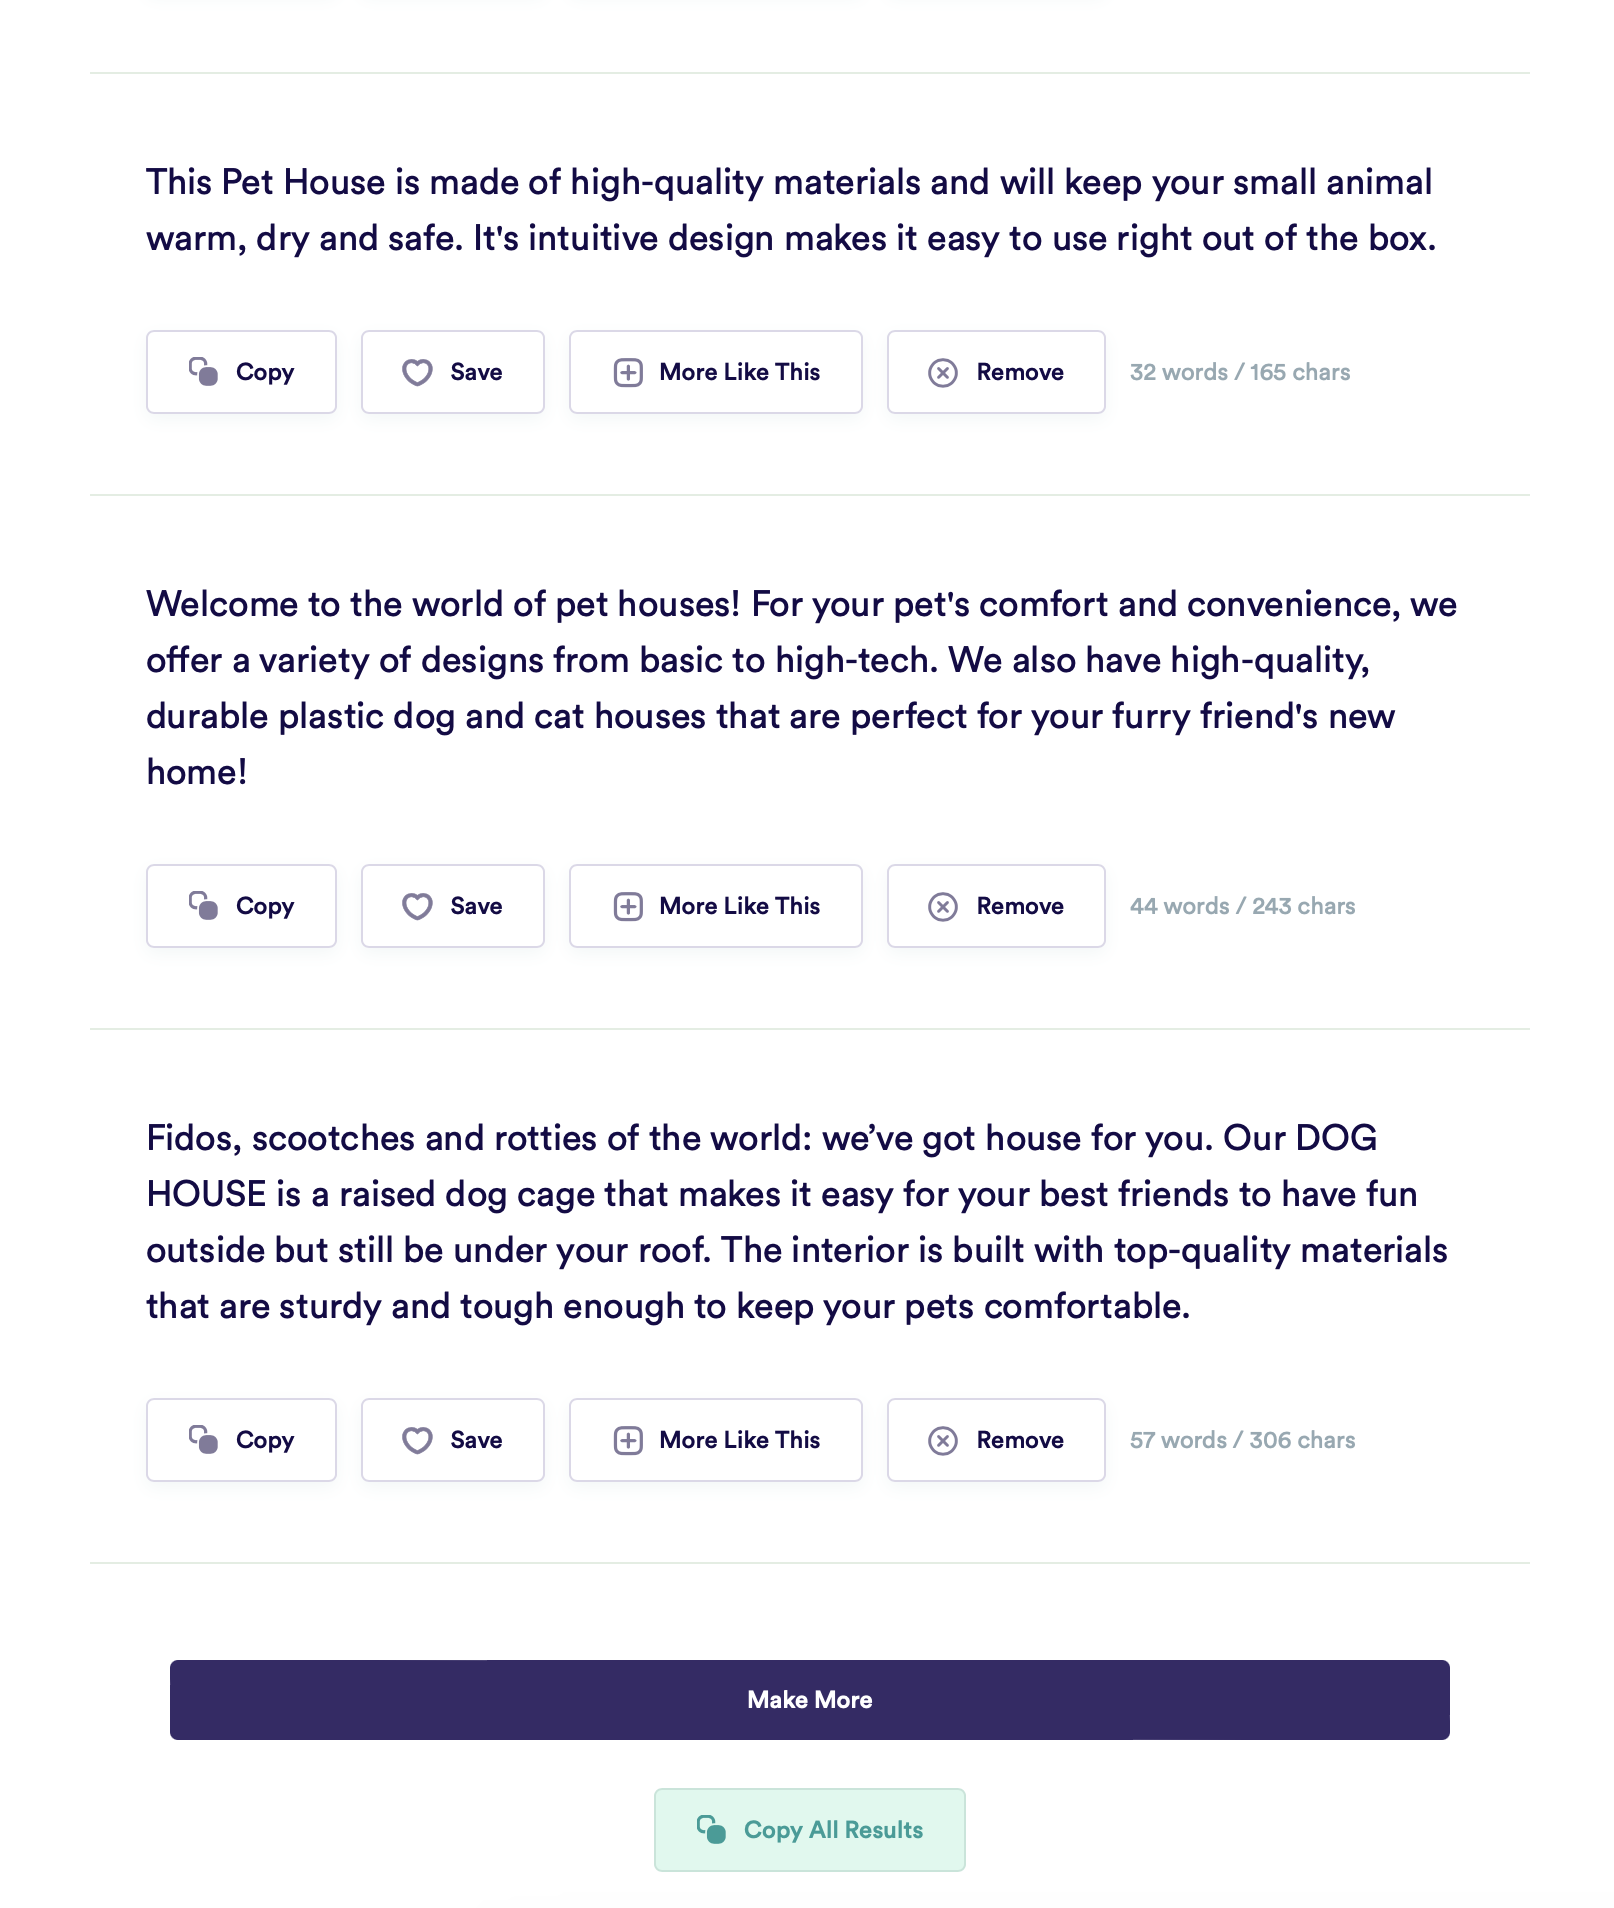 This Pet House is made of high-quality materials and will keep your small animal
warm, dry and safe. It's intuitive design makes it easy to use right out of the box.
Copy Save More Like This Remove 32 words / 165 chars
Welcome to the world of pet houses! For your pet's comfort and convenience, we
offer a variety of designs from basic to high-tech. We also have high-quality,
durable plastic dog and cat houses that are perfect for your furry friend's new
home!
Copy Save More Like This Remove 44 words / 243 chars
Fidos, scootches and rotties of the world: we’ve got house for you. Our DOG
HOUSE is a raised dog cage that makes it easy for your best friends to have fun
outside but still be under your roof. The interior is built with top-quality materials
that are sturdy and tough enough to keep your pets comfortable.
Copy Save More Like This Remove 57 words / 306 chars
Make More
Copy All Results